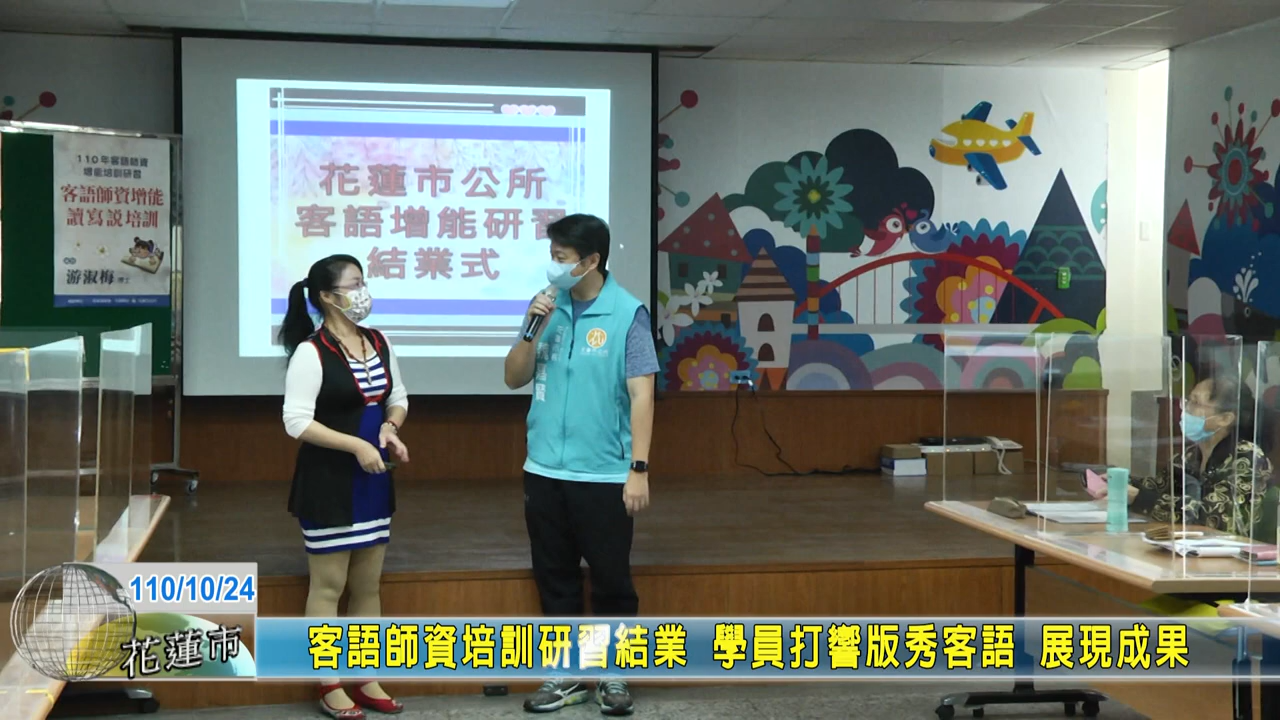 110年客語師資
增能培訓研習
客語師資增能
讀寫說培訓
游淑梅
花蓮市公所
客語增能研習
結業式
110/10/24
花蓮市
客語師資培訓研習結業 學員打響版秀客語 展現成果